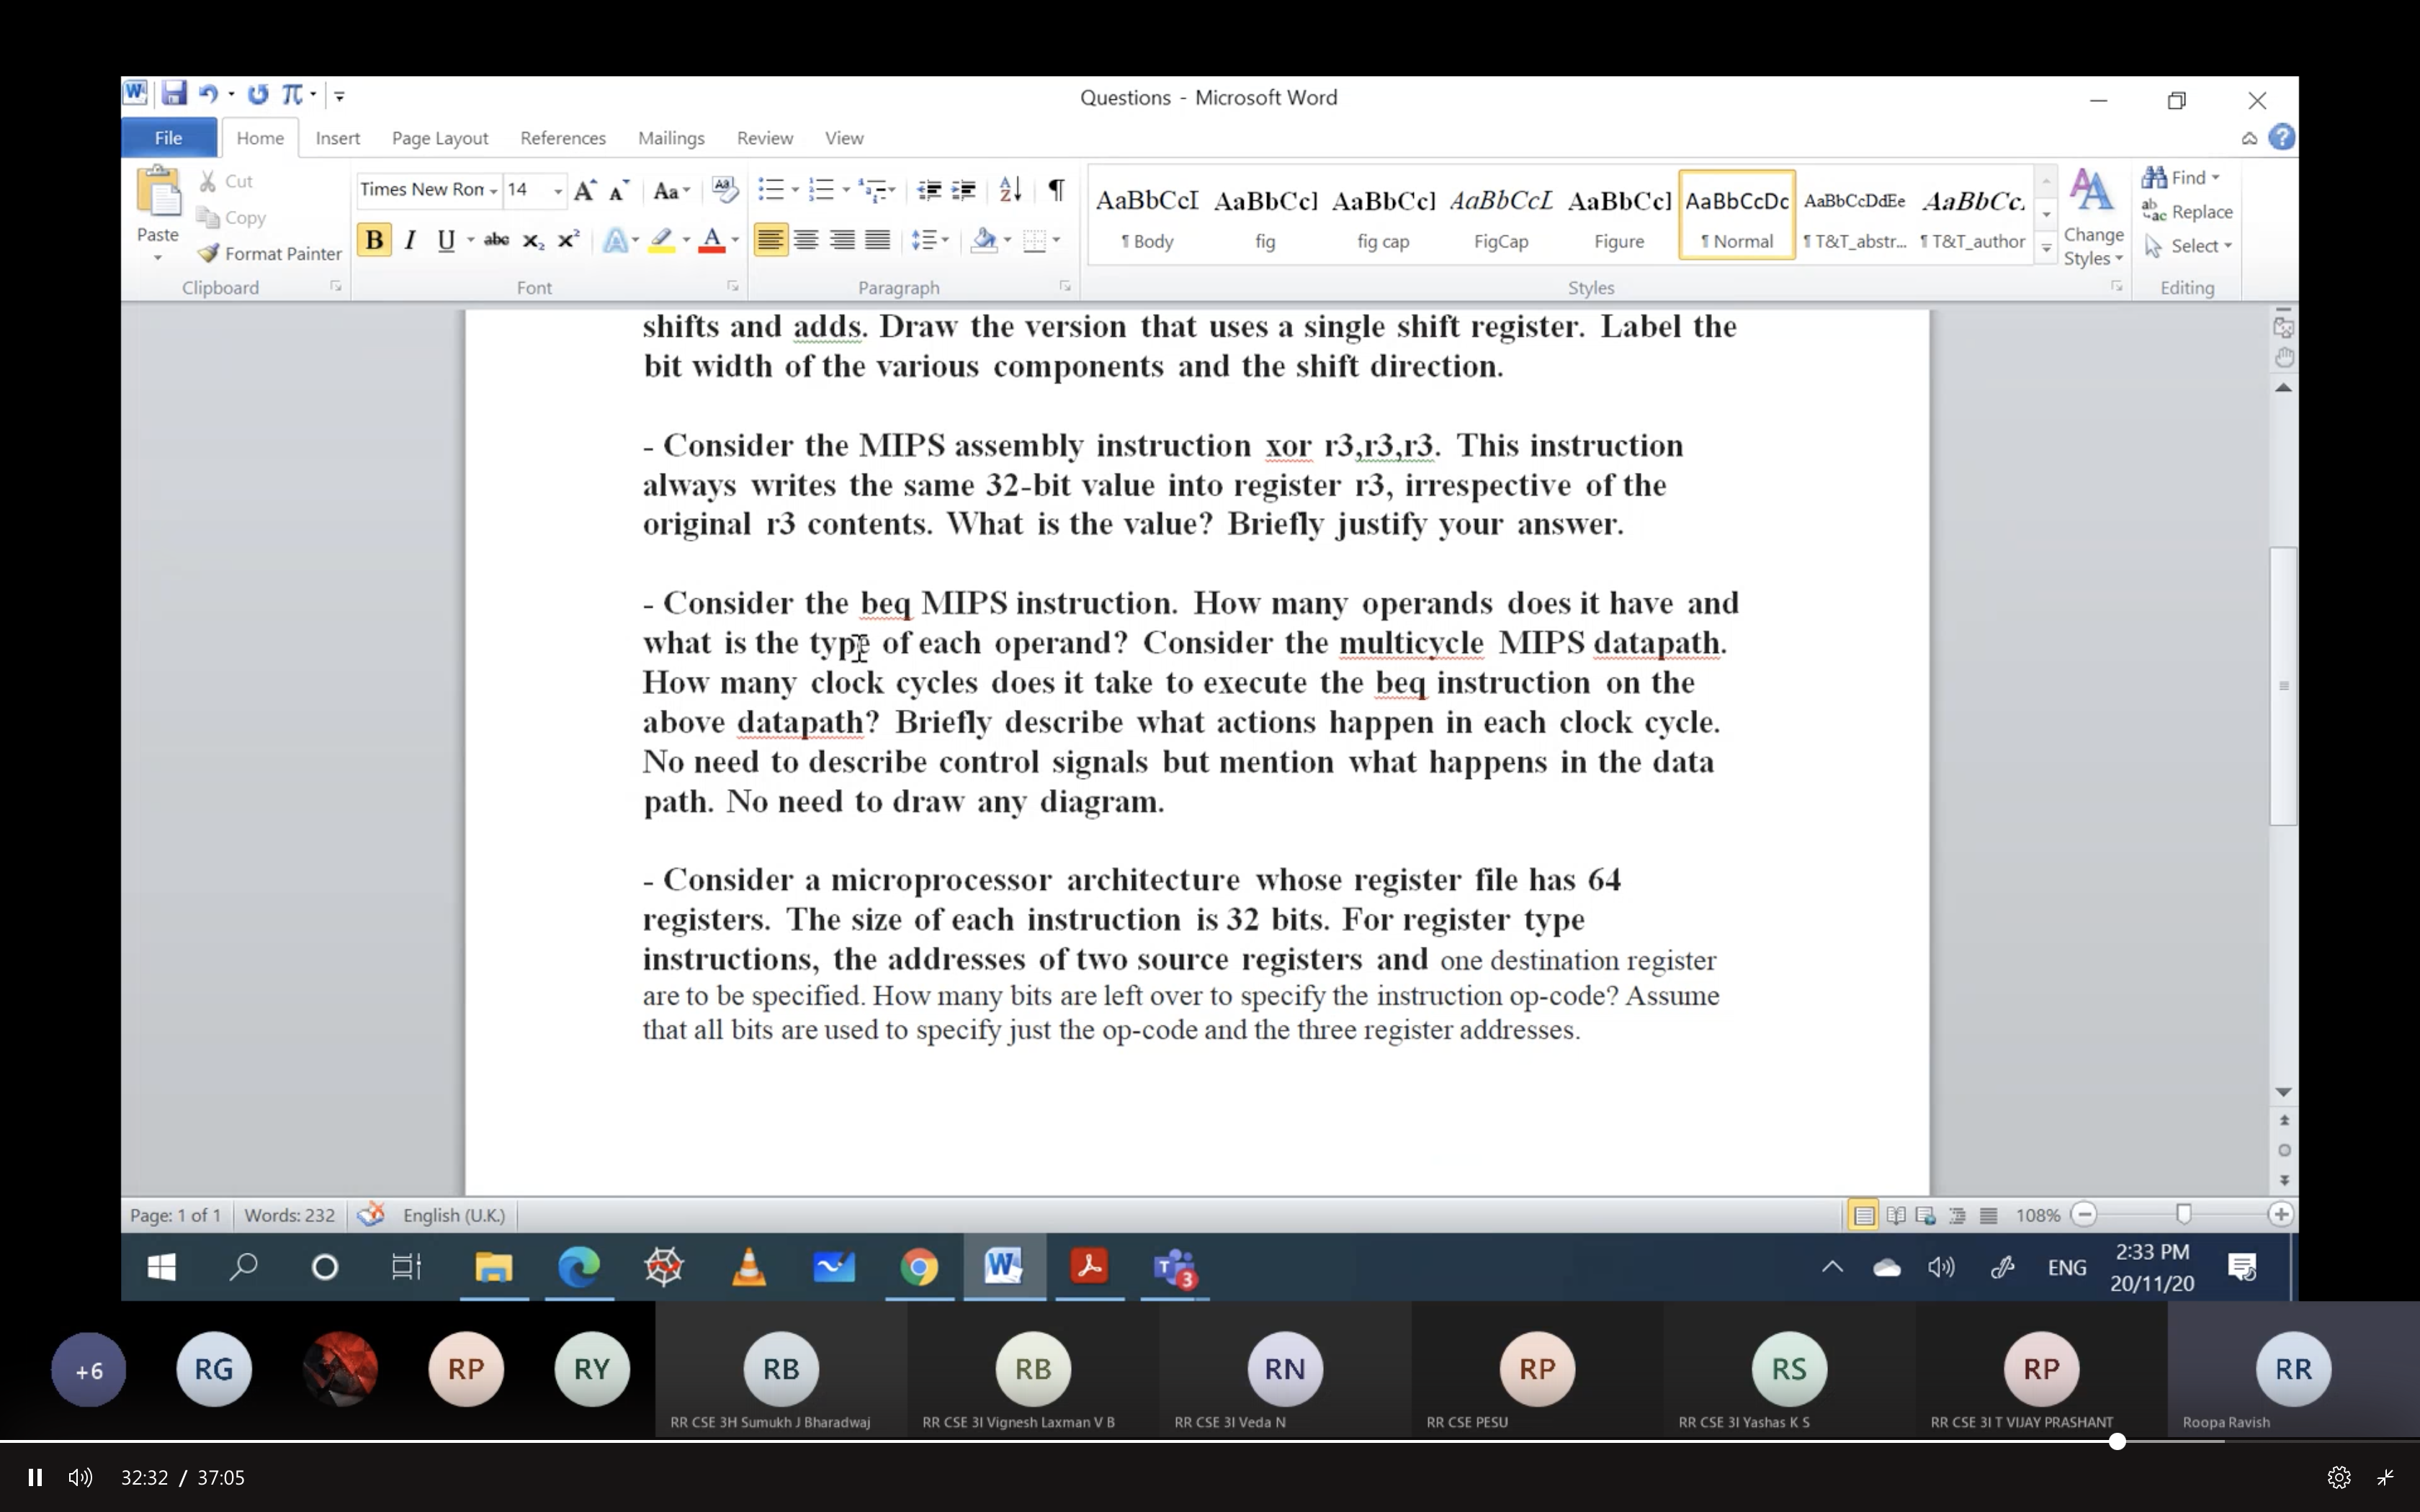 Questions - Microsoft Word
File Home Insert Page Layout References Mailings Review View
Paste
Cut
Copy
Format Painter
Clipboard
Times New Ron 14
Font
Paragraph
AaBbCcI AaBbCc] AaBbCc] AaBbCcL AaBbCc] AaBbCcDc AaBbCcDdEe AaBbCc.
¶ Body fig fig cap FigCap Figure ¶ Normal ¶ T&T_abstr... ¶ T&T_author
Styles
Change
Styles
Find
Replace
Select
Editing
shifts and adds. Draw the version that uses a single shift register. Label the
bit width of the various components and the shift direction.
- Consider the MIPS assembly instruction xor r3,r3,r3. This instruction
always writes the same 32-bit value into register r3, irrespective of the
original r3 contents. What is the value? Briefly justify your answer.
- Consider the beq MIPS instruction. How many operands does it have and
what is the type of each operand? Consider the multicycle MIPS datapath.
How many clock cycles does it take to execute the beq instruction on the
above datapath? Briefly describe what actions happen in each clock cycle.
No need to describe control signals but mention what happens in the data
path. No need to draw any diagram.
- Consider a microprocessor architecture whose register file has 64
registers. The size of each instruction is 32 bits. For register type
instructions, the addresses of two source registers and one destination register
are to be specified. How many bits are left over to specify the instruction op-code? Assume
that all bits are used to specify just the op-code and the three register addresses.
Page: 1 of 1 Words: 232 English (U.K.) 108%
3
ENG
2:33 PM
20/11/20
+6 RG RP RY RB RB RN RP RS RP RR
RR CSE 3H Sumukh J Bharadwaj RR CSE 3I Vignesh Laxman V B RR CSE 3I Veda N RR CSE PESU RR CSE 3I Yashas K S RR CSE 3I T VIJAY PRASHANT Roopa Ravish
32:32 / 37:05